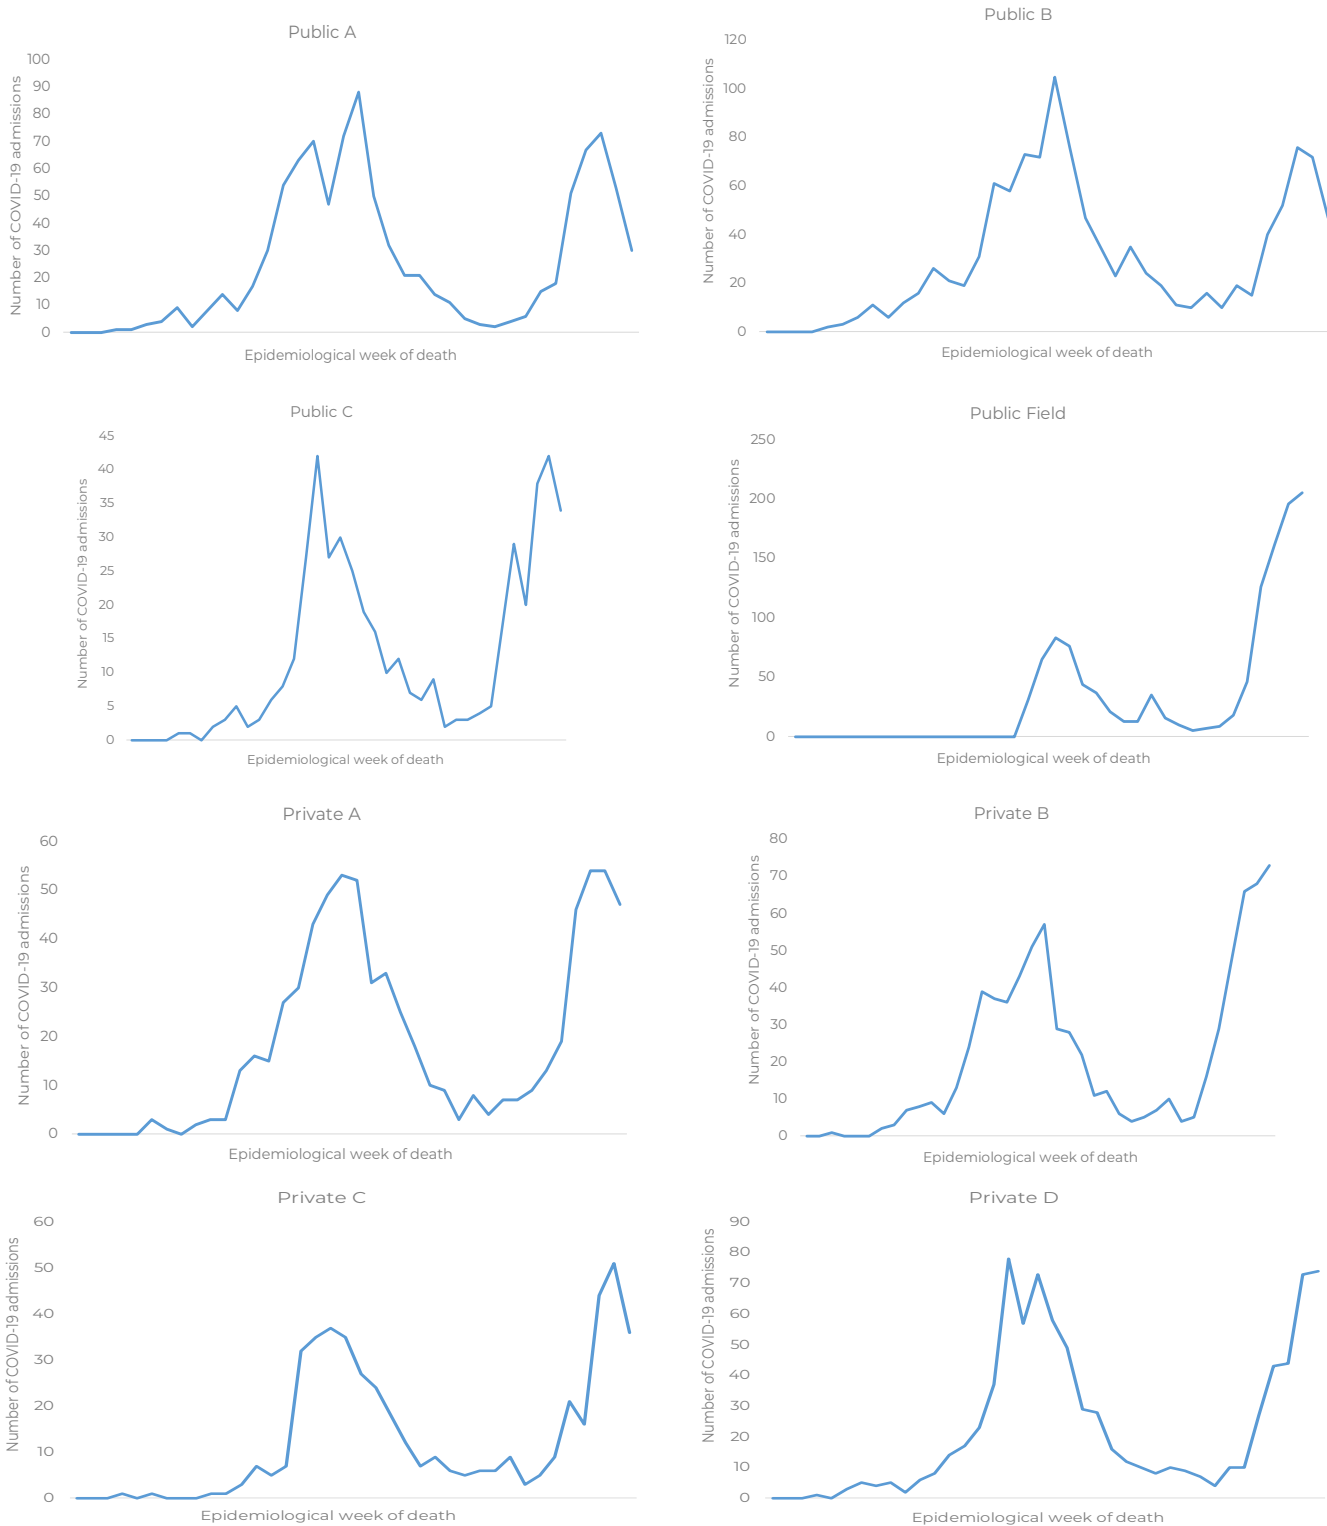 Public A
Number of COVID-19 admissions
100
90
80
70
60
50
40
30
20
10
0
Epidemiological week of death
Public B
Number of COVID-19 admissions
120
100
80
60
40
20
0
Epidemiological week of death
Public C
Number of COVID-19 admissions
45
40
35
30
25
20
15
10
5
0
Epidemiological week of death
Public Field
Number of COVID-19 admissions
250
200
150
100
50
0
Epidemiological week of death
Private A
Number of COVID-19 admissions
60
50
40
30
20
10
0
Epidemiological week of death
Private B
Number of COVID-19 admissions
80
70
60
50
40
30
20
10
0
Epidemiological week of death
Private C
Number of COVID-19 admissions
60
50
40
30
20
10
0
Epidemiological week of death
Private D
Number of COVID-19 admissions
90
80
70
60
50
40
30
20
10
0
Epidemiological week of death